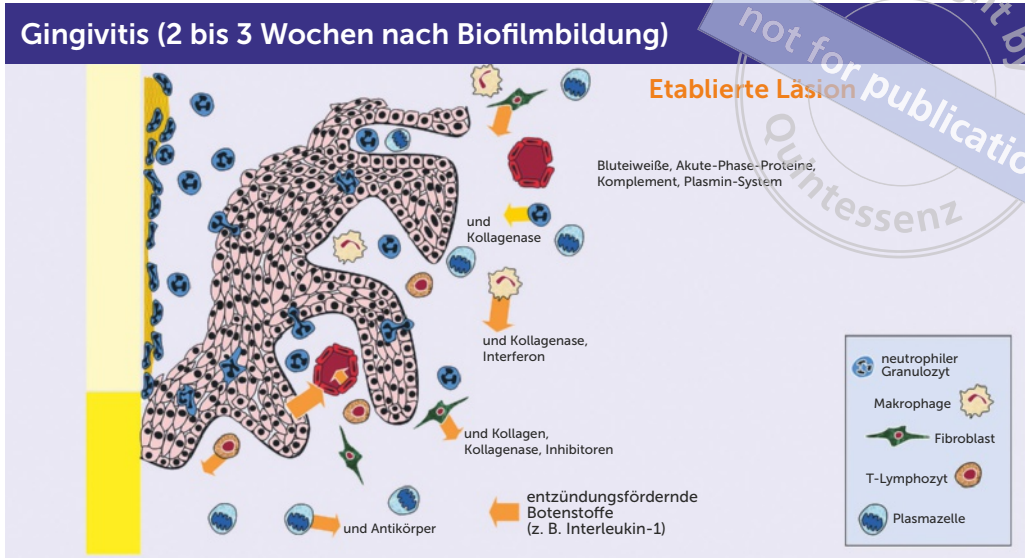 Gingivitis (2 bis 3 Wochen nach Biofilmbildung)
Etablierte Läsion
not for publication
Quintessenz
Bluteiweiße, Akute-Phase-Proteine,
Komplement, Plasmin-System
und
Kollagenase
und Kollagenase,
Interferon
und Kollagen,
Kollagenase, Inhibitoren
und Antikörper
entzündungsfördernde
Botenstoffe
(z. B. Interleukin-1)
neutrophiler
Granulozyt
Makrophage
Fibroblast
T-Lymphozyt
Plasmazelle